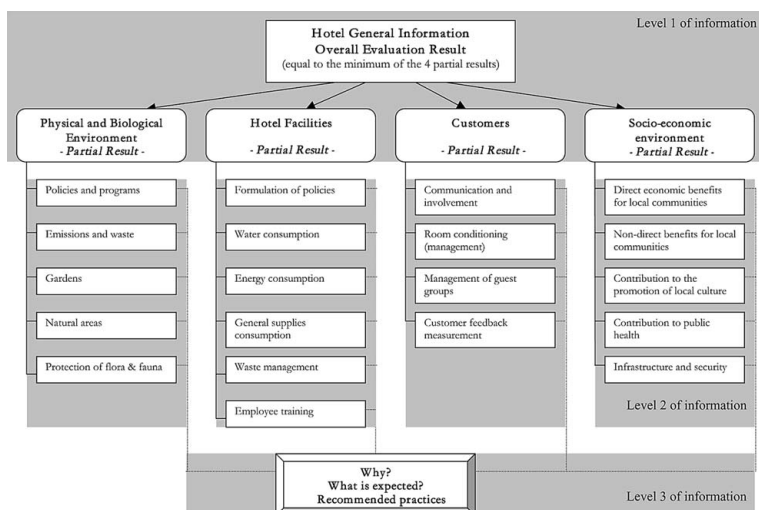 Level 1 of information
Hotel General Information
Overall Evaluation Result
(equal to the minimum of the 4 partial results)
Physical and Biological
Environment
- Partial Result -
Hotel Facilities
- Partial Result -
Customers
- Partial Result -
Socio-economic
environment
- Partial Result -
Policies and programs
Emissions and waste
Gardens
Natural areas
Protection of flora & fauna
Formulation of policies
Water consumption
Energy consumption
General supplies
consumption
Waste management
Employee training
Communication and
involvement
Room conditioning
(management)
Management of guest
groups
Customer feedback
measurement
Direct economic benefits
for local communities
Non-direct benefits for local
communities
Contribution to the
promotion of local culture
Contribution to public
health
Infrastructure and security
Level 2 of information
Why?
What is expected?
Recommended practices
Level 3 of information